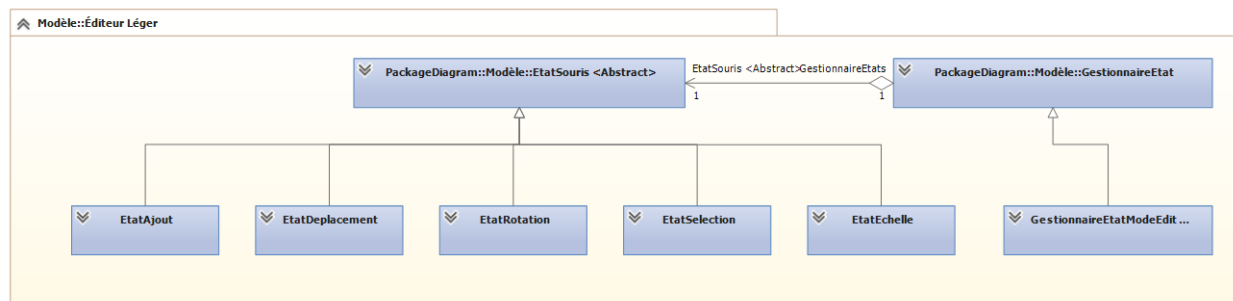 Modèle::Éditeur Léger
PackageDiagram::Modèle::EtatSouris <Abstract>
EtatSouris <Abstract>GestionnaireEtats
PackageDiagram::Modèle::GestionnaireEtat
1
1
EtatAjout
EtatDeplacement
EtatRotation
EtatSelection
EtatEchelle
GestionnaireEtatModeEdit ...